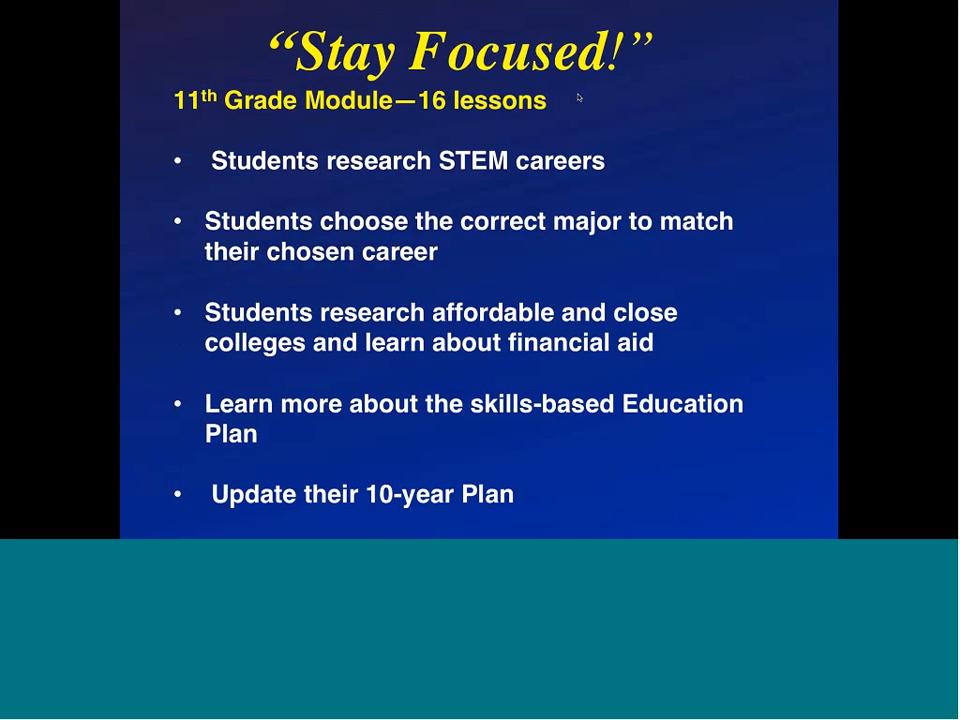 “Stay Focused!”
11th Grade Module—16 lessons
• Students research STEM careers
• Students choose the correct major to match
their chosen career
• Students research affordable and close
colleges and learn about financial aid
• Learn more about the skills-based Education
Plan
• Update their 10-year Plan